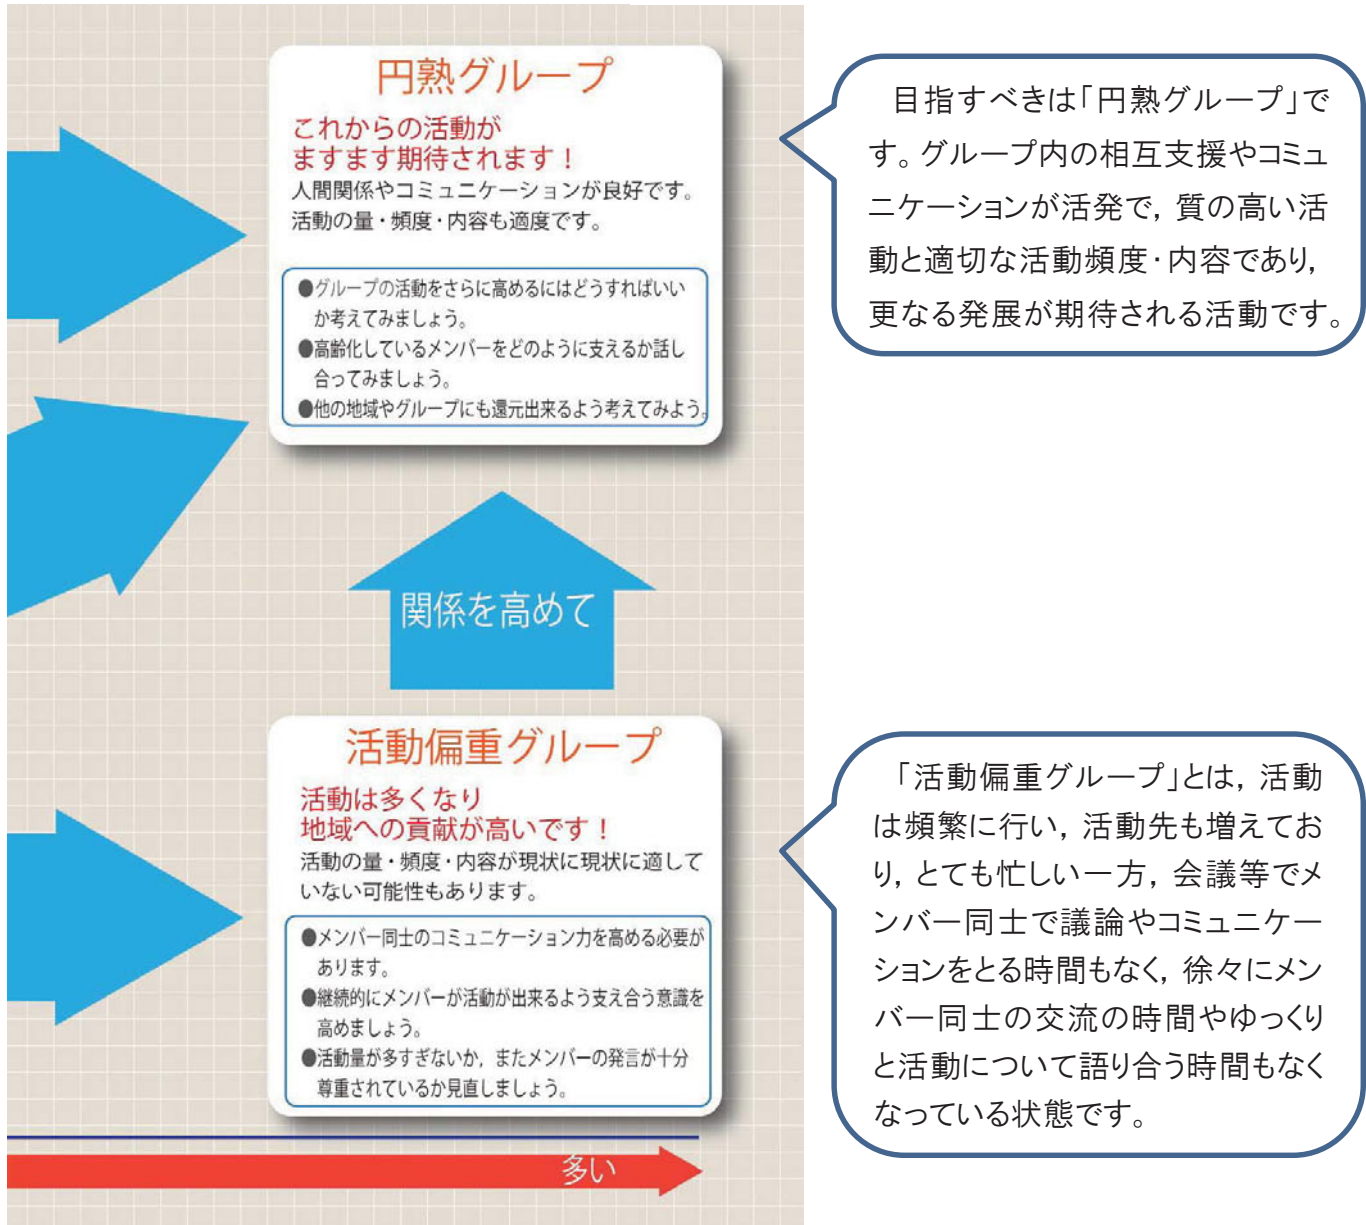 円熟グループ
これからの活動が
ますます期待されます！
人間関係やコミュニケーションが良好です。
活動の量・頻度・内容も適度です。
●グループの活動をさらに高めるにはどうすればいい
か考えてみましょう。
●高齢化しているメンバーをどのように支えるか話し
合ってみましょう。
●他の地域やグループにも還元出来るよう考えてみよう。
目指すべきは「円熟グループ」で
す。グループ内の相互支援やコミュ
ニケーションが活発で，質の高い活
動と適切な活動頻度・内容であり，
更なる発展が期待される活動です。
関係を高めて
活動偏重グループ
活動は多くなり
地域への貢献が高いです！
活動の量・頻度・内容が現状に現状に適して
いない可能性もあります。
●メンバー同士のコミュニケーション力を高める必要が
あります。
●継続的にメンバーが活動が出来るよう支え合う意識を
高めましょう。
●活動量が多すぎないか，またメンバーの発言が十分
尊重されているか見直しましょう。
「活動偏重グループ」とは，活動
は頻繁に行い，活動先も増えてお
り，とても忙しい一方，会議等でメ
ンバー同士で議論やコミュニケー
ションをとる時間もなく，徐々にメン
バー同士の交流の時間やゆっくり
と活動について語り合う時間もなく
なっている状態です。
多い